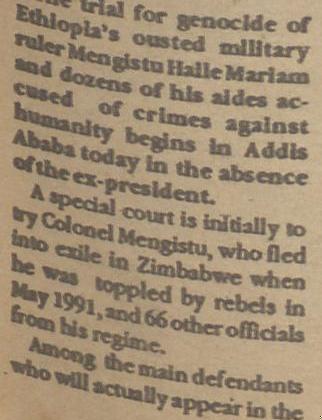 The trial for genocide of
Ethiopia's ousted military
ruler Mengistu Haile Mariam
and dozens of his aides ac-
cused of crimes against
humanity begins in Addis
Ababa today in the absence
of the ex-president.
A special court is initially to
try Colonel Mengistu, who fled
into exile in Zimbabwe when
he was toppled by rebels in
May 1991, and 66 other officials
from his regime.
Among the main defendants
who will actually appear in the